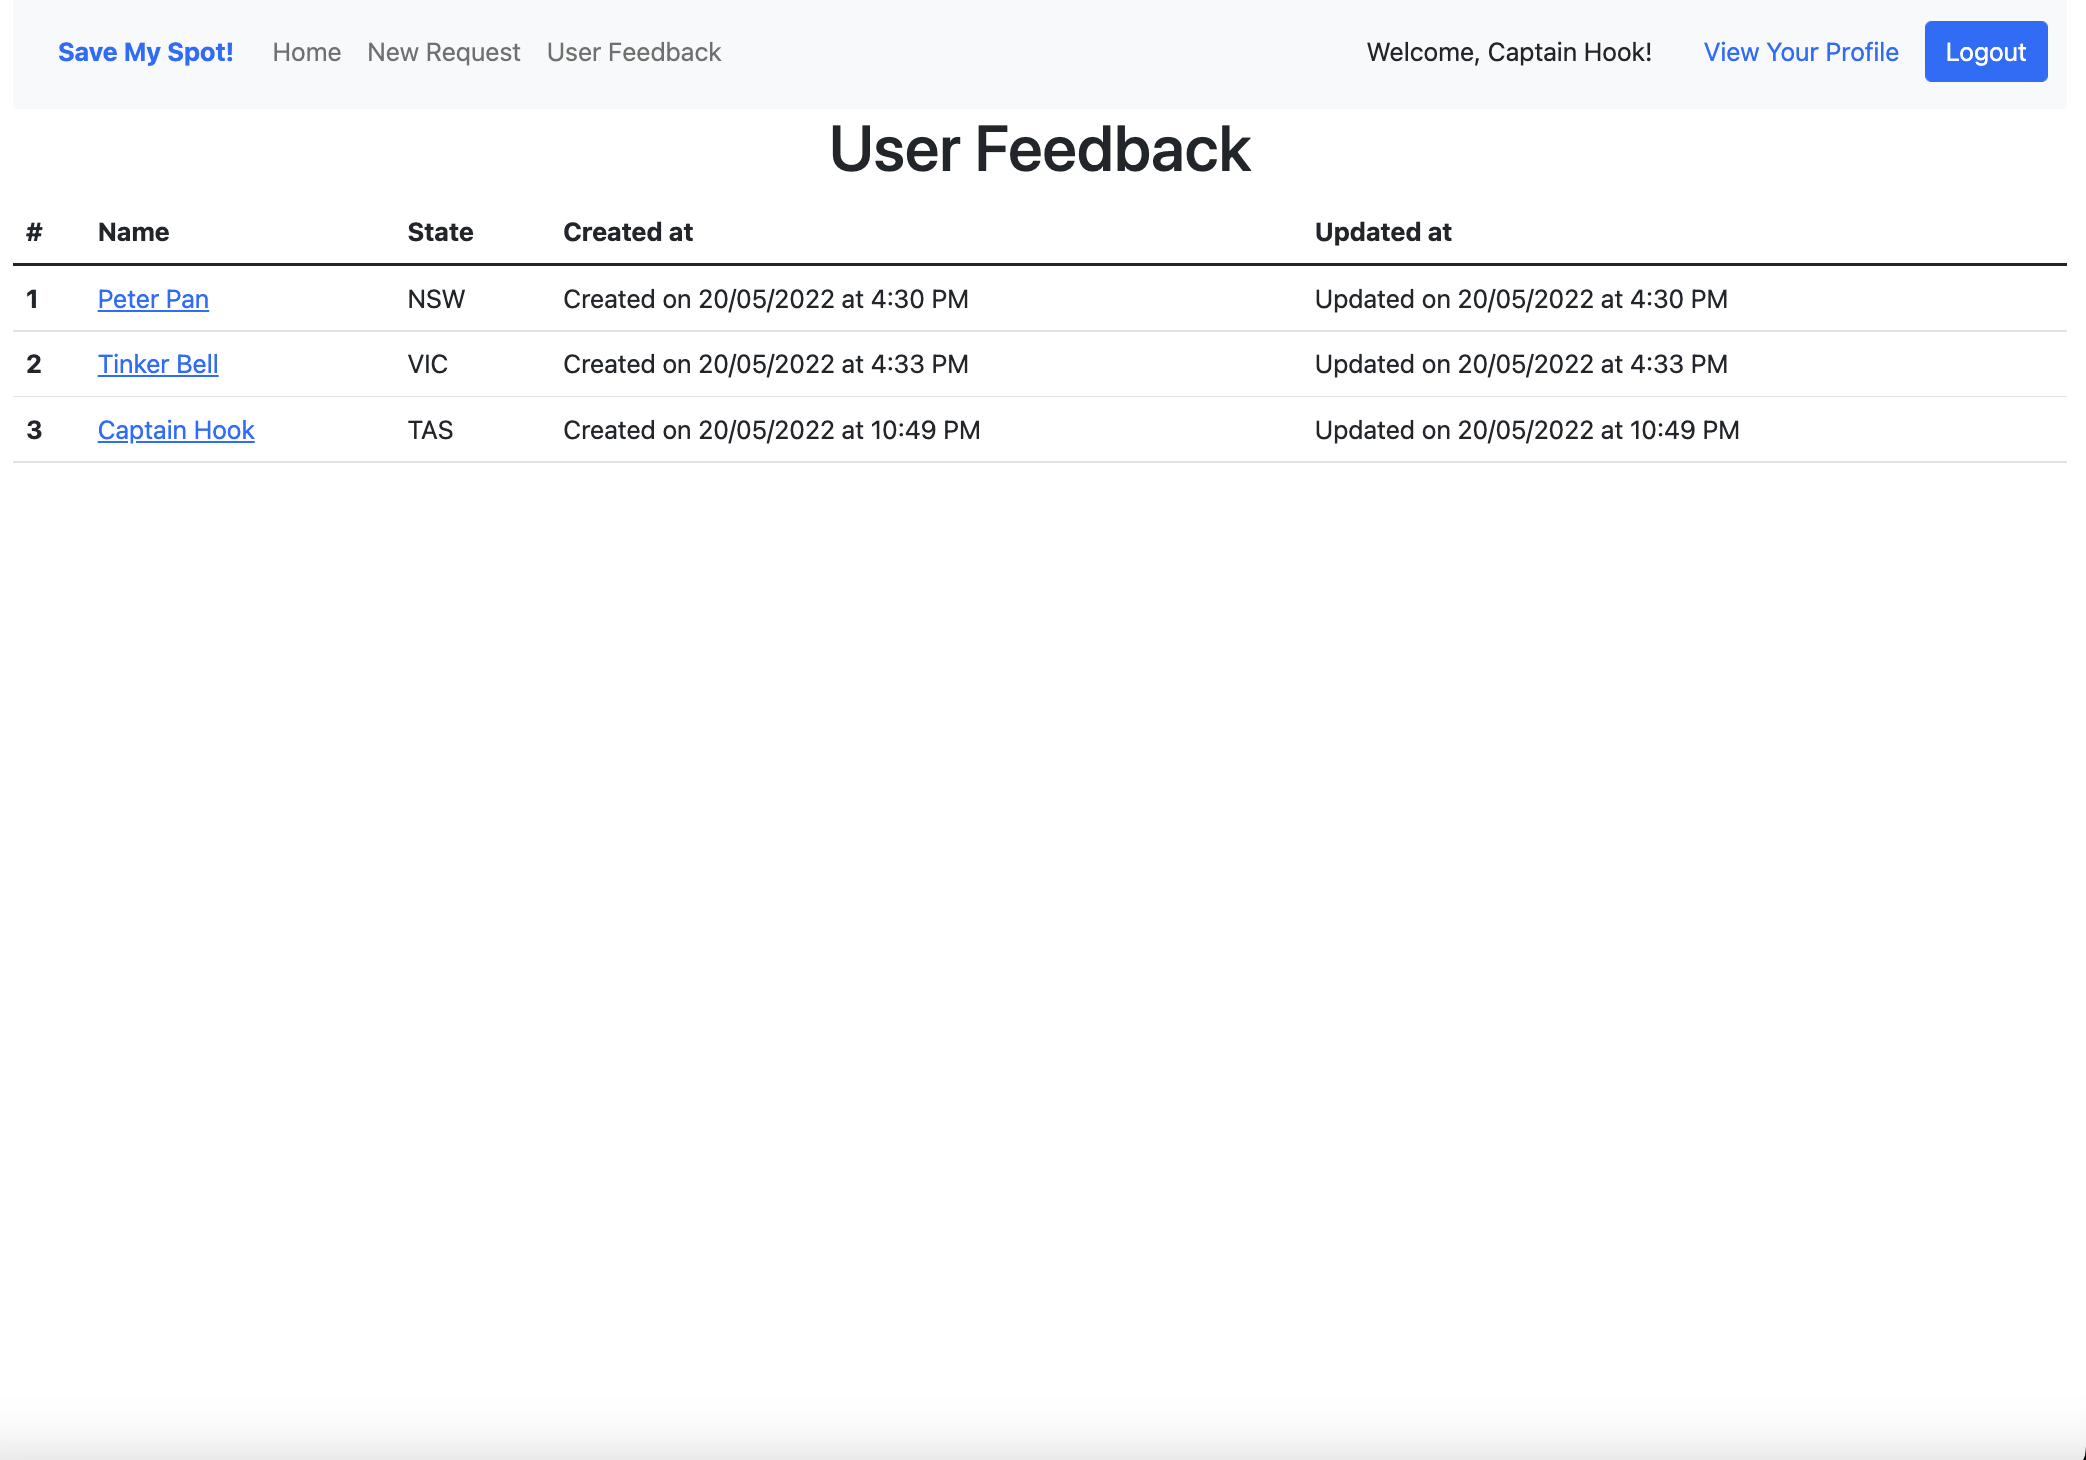 Save My Spot! Home New Request User Feedback Welcome, Captain Hook! View Your Profile Logout
User Feedback
# Name State Created at Updated at
1 Peter Pan NSW Created on 20/05/2022 at 4:30 PM Updated on 20/05/2022 at 4:30 PM
2 Tinker Bell VIC Created on 20/05/2022 at 4:33 PM Updated on 20/05/2022 at 4:33 PM
3 Captain Hook TAS Created on 20/05/2022 at 10:49 PM Updated on 20/05/2022 at 10:49 PM